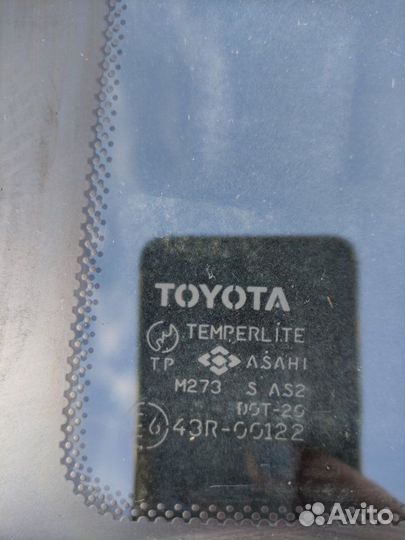 TOYOTA
TEMPERLITE
TP ASAHI
M273 S AS2
DOT-20
43R-00122
Avito